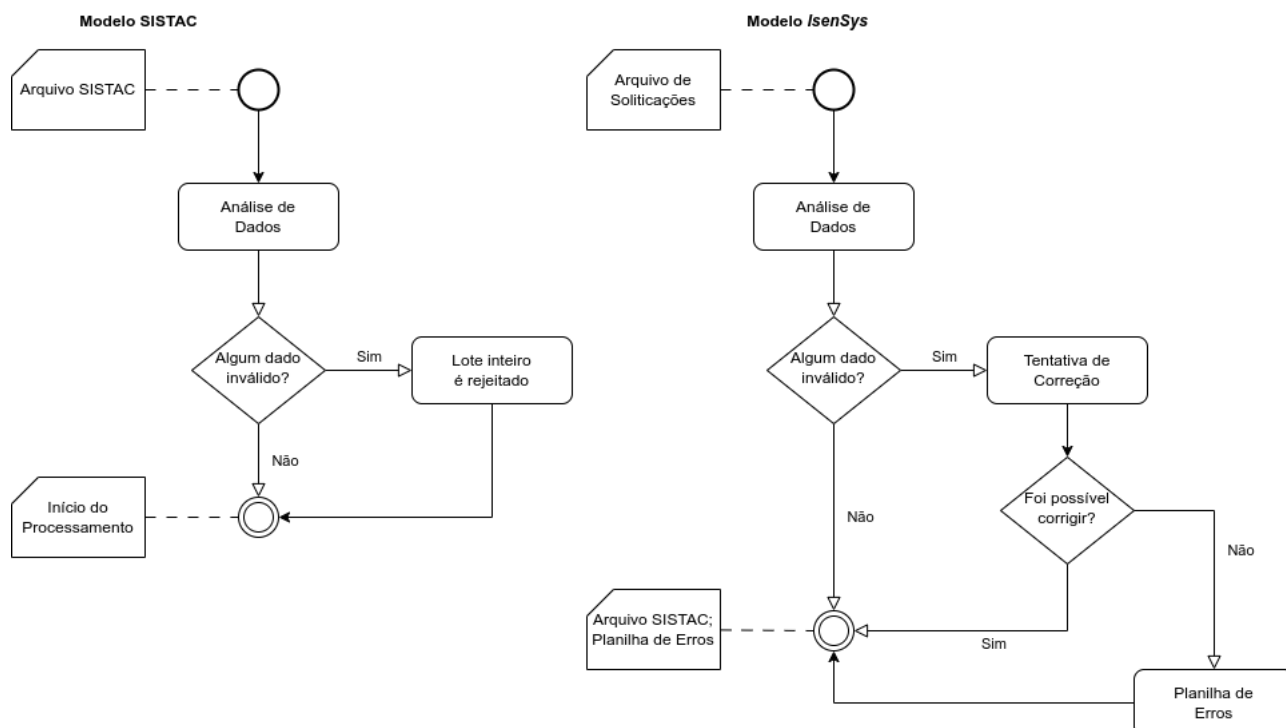 Modelo SISTAC
Arquivo SISTAC
Análise de
Dados
Algum dado
inválido?
Sim
Lote inteiro
é rejeitado
Não
Início do
Processamento
Modelo IsenSys
Arquivo de
Soliticações
Análise de
Dados
Algum dado
inválido?
Sim
Tentativa de
Correção
Foi possível
corrigir?
Não
Não
Sim
Arquivo SISTAC;
Planilha de Erros
Planilha de
Erros